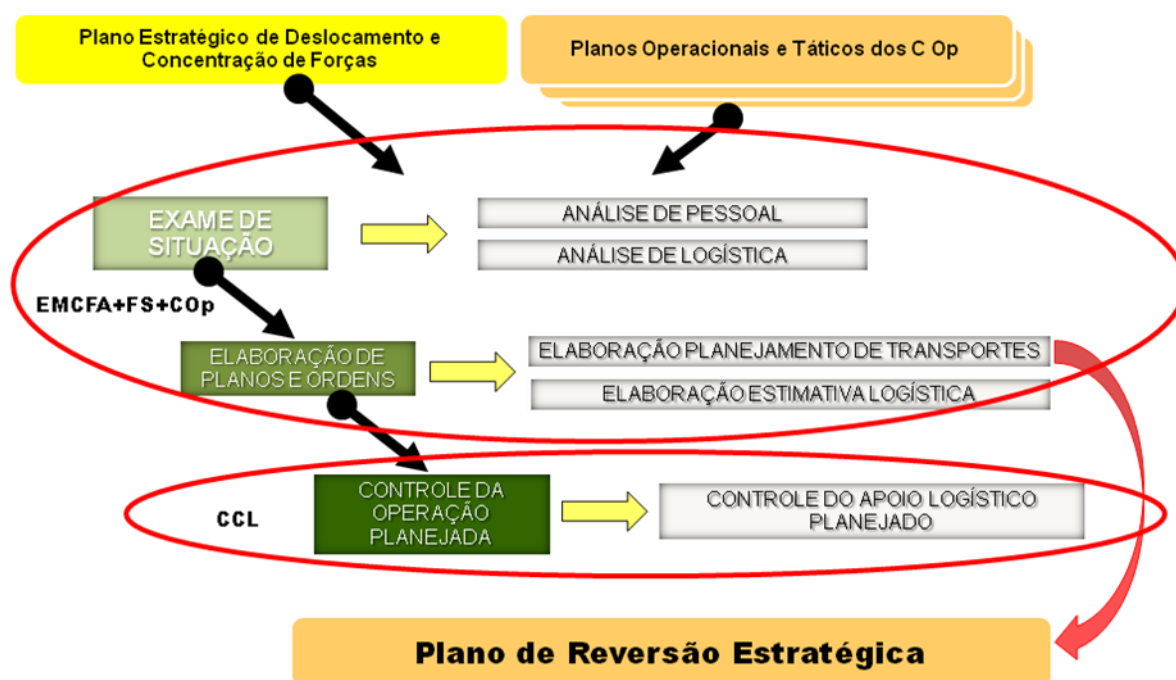 Plano Estratégico de Deslocamento e
Concentração de Forças
Planos Operacionais e Táticos dos C Op
EXAME DE
SITUAÇÃO
ANÁLISE DE PESSOAL
ANÁLISE DE LOGÍSTICA
EMCFA+FS+COp
ELABORAÇÃO DE
PLANOS E ORDENS
ELABORAÇÃO PLANEJAMENTO DE TRANSPORTES
ELABORAÇÃO ESTIMATIVA LOGÍSTICA
CCL
CONTROLE DA
OPERAÇÃO
PLANEJADA
CONTROLE DO APOIO LOGÍSTICO
PLANEJADO
Plano de Reversão Estratégica